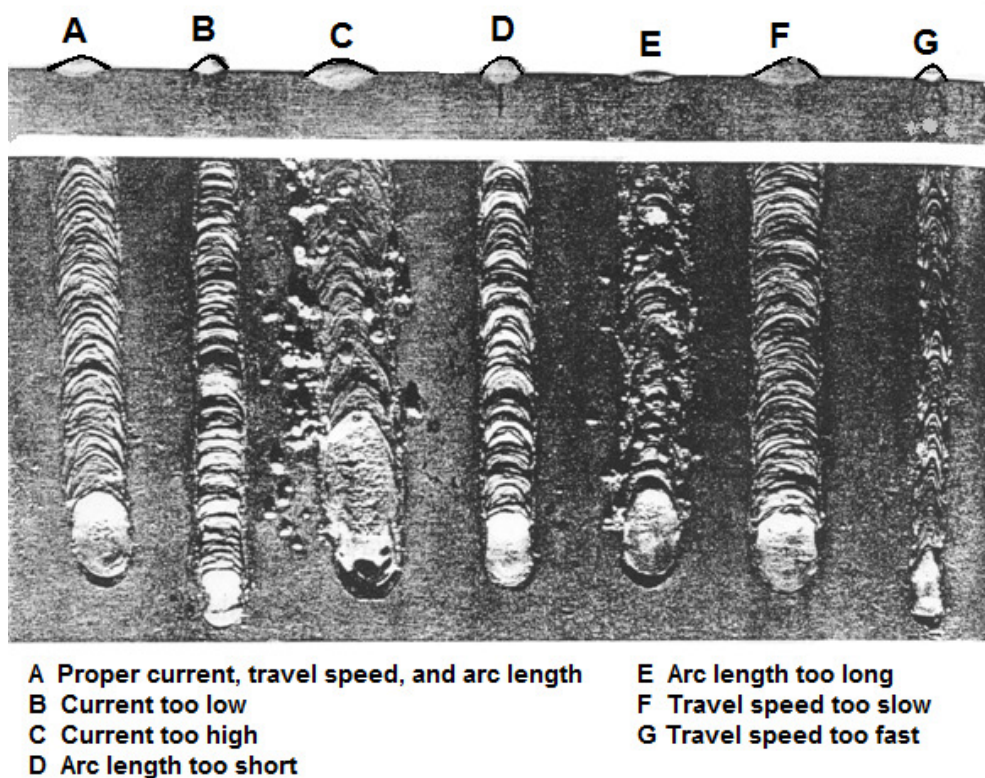 A B C D E F G
A Proper current, travel speed, and arc length
B Current too low
C Current too high
D Arc length too short
E Arc length too long
F Travel speed too slow
G Travel speed too fast